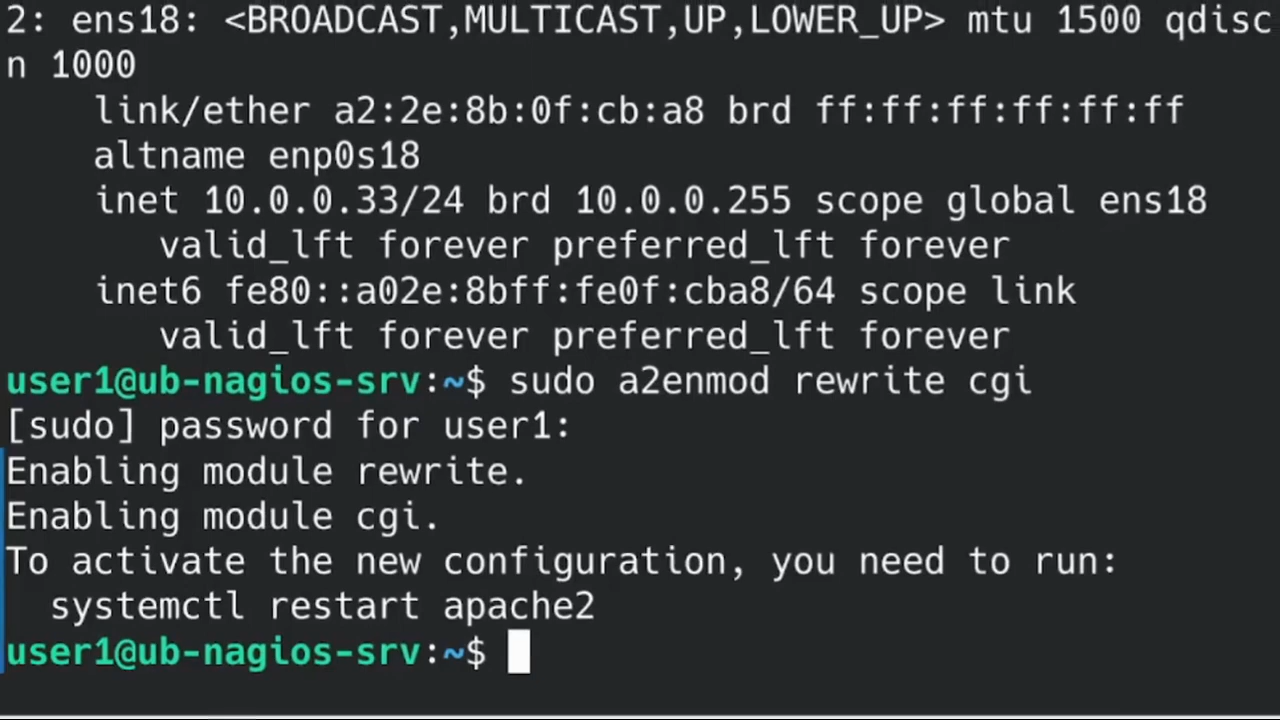 2: ens18: <BROADCAST,MULTICAST,UP,LOWER_UP> mtu 1500 qdisc
n 1000
link/ether a2:2e:8b:0f:cb:a8 brd ff:ff:ff:ff:ff:ff
altname enp0s18
inet 10.0.0.33/24 brd 10.0.0.255 scope global ens18
valid_lft forever preferred_lft forever
inet6 fe80::a02e:8bff:fe0f:cba8/64 scope link
valid_lft forever preferred_lft forever
user1@ub-nagios-srv:~$ sudo a2enmod rewrite cgi
[sudo] password for user1:
Enabling module rewrite.
Enabling module cgi.
To activate the new configuration, you need to run:
systemctl restart apache2
user1@ub-nagios-srv:~$